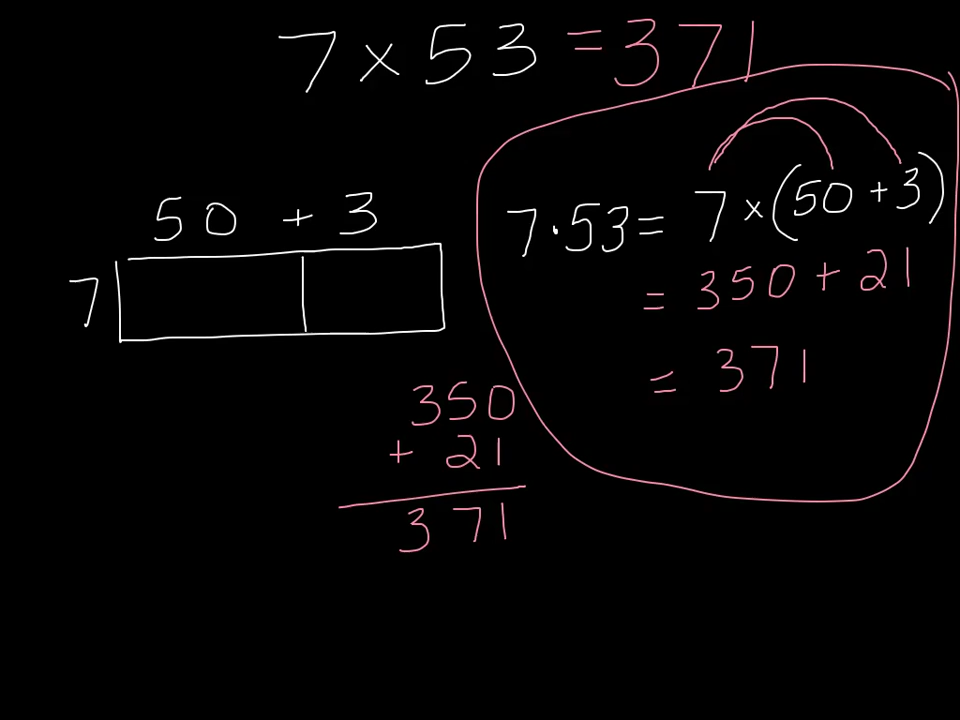 7 × 53 = 371
50 + 3
7
7 · 53 = 7 × (50 + 3)
= 350 + 21
= 371
350
+ 21
371